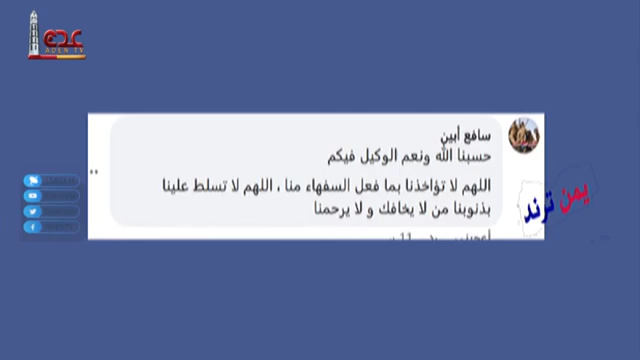 عدن
ADEN TV
سافع أبين
حسبنا الله ونعم الوكيل فيكم
اللهم لا تؤاخذنا بما فعل السفهاء منا ، اللهم لا تسلط علينا
بذنوبنا من لا يخافك و لا يرحمنا
يمن ترند